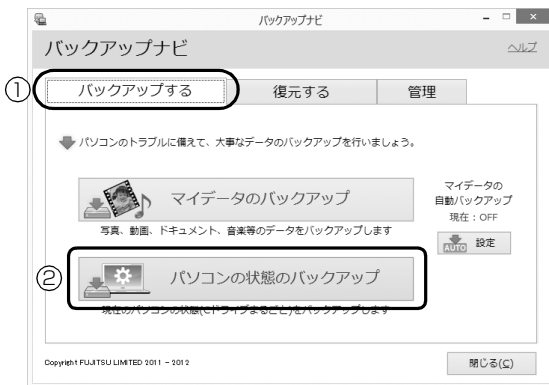 バックアップナビ
バックアップナビ
ヘルプ
①
バックアップする
復元する
管理
パソコンのトラブルに備えて、大事なデータのバックアップを行いましょう。
マイデータのバックアップ
写真、動画、ドキュメント、音楽等のデータをバックアップします
マイデータの
自動バックアップ
現在：OFF
AUTO 設定
②
パソコンの状態のバックアップ
現在のパソコンの状態(Cドライブまるごと)をバックアップします
Copyright FUJITSU LIMITED 2011 - 2012
閉じる(C)